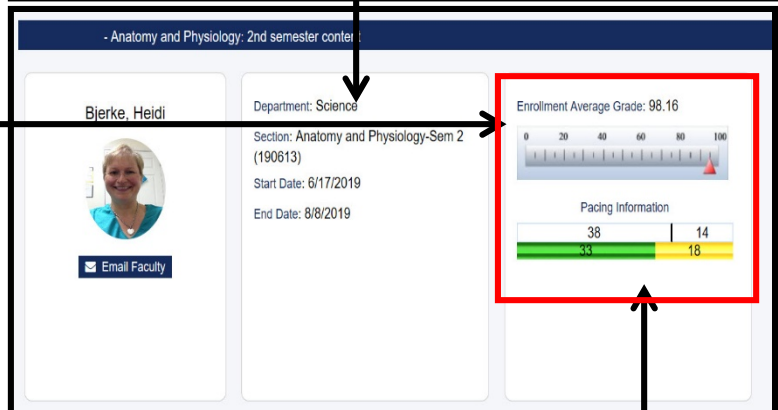 - Anatomy and Physiology: 2nd semester content
Bjerke, Heidi
Email Faculty
Department: Science
Section: Anatomy and Physiology-Sem 2
(190613)
Start Date: 6/17/2019
End Date: 8/8/2019
Enrollment Average Grade: 98.16
0 20 40 60 80 100
Pacing Information
38 14
33 18